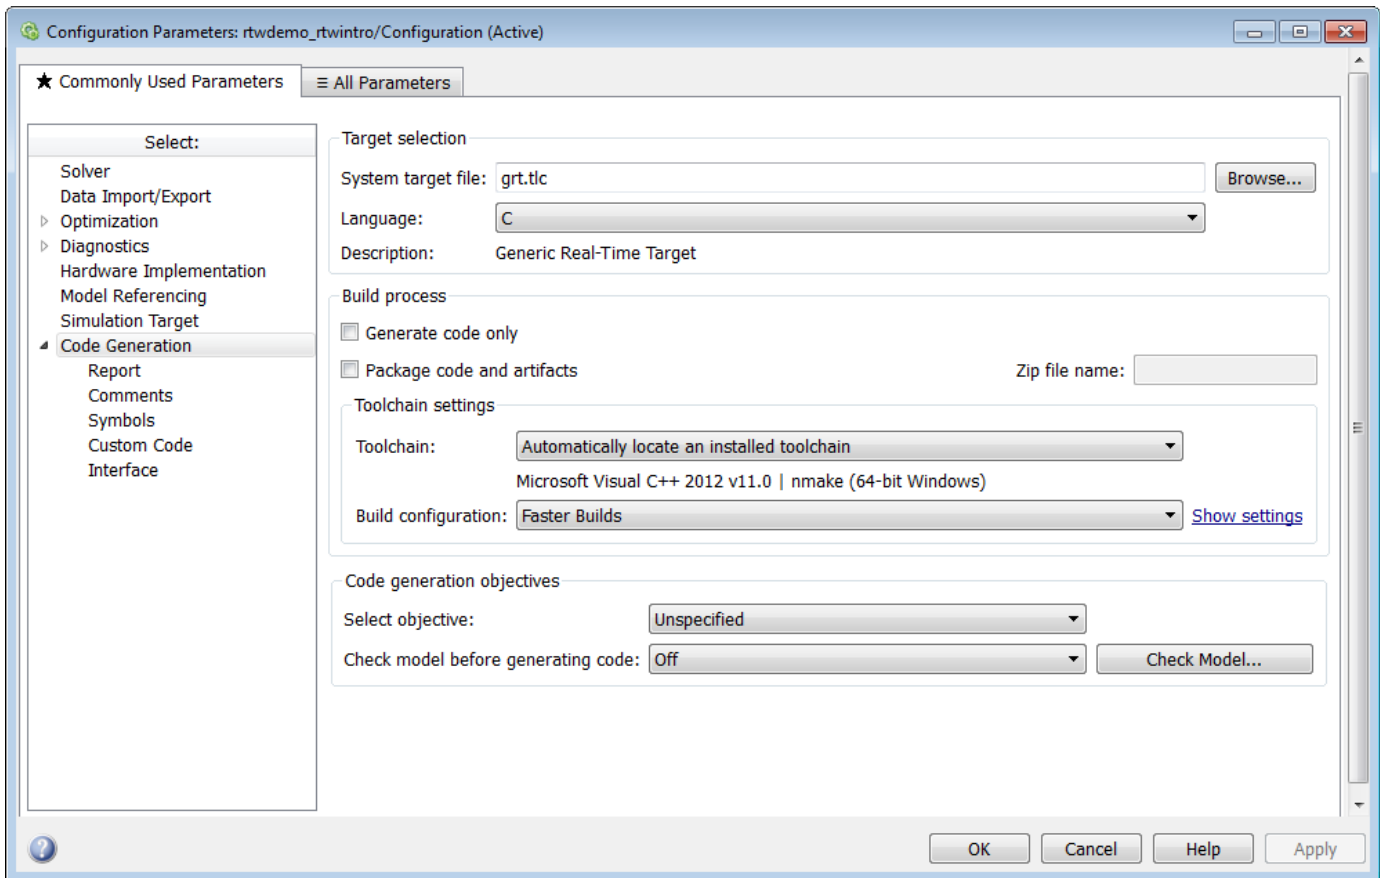 Configuration Parameters: rtwdemo_rtwintro/Configuration (Active)
★ Commonly Used Parameters
≡ All Parameters
Select:
Solver
Data Import/Export
Optimization
Diagnostics
Hardware Implementation
Model Referencing
Simulation Target
Code Generation
Report
Comments
Symbols
Custom Code
Interface
Target selection
System target file: grt.tlc Browse...
Language: C
Description: Generic Real-Time Target
Build process
Generate code only
Package code and artifacts Zip file name:
Toolchain settings
Toolchain: Automatically locate an installed toolchain
Microsoft Visual C++ 2012 v11.0 | nmake (64-bit Windows)
Build configuration: Faster Builds Show settings
Code generation objectives
Select objective: Unspecified
Check model before generating code: Off Check Model...
? OK Cancel Help Apply